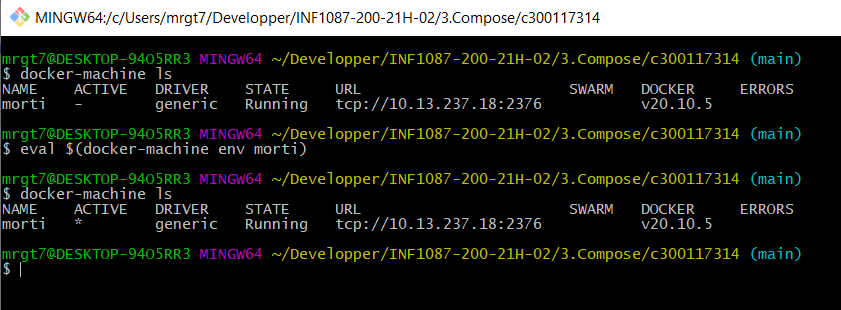 MINGW64:/c/Users/mrgt7/Developper/INF1087-200-21H-02/3.Compose/c300117314
mrgt7@DESKTOP-94O5RR3 MINGW64 ~/Developper/INF1087-200-21H-02/3.Compose/c300117314 (main)
$ docker-machine ls
NAME ACTIVE DRIVER STATE URL SWARM DOCKER ERRORS
morti - generic Running tcp://10.13.237.18:2376 v20.10.5
mrgt7@DESKTOP-94O5RR3 MINGW64 ~/Developper/INF1087-200-21H-02/3.Compose/c300117314 (main)
$ eval $(docker-machine env morti)
mrgt7@DESKTOP-94O5RR3 MINGW64 ~/Developper/INF1087-200-21H-02/3.Compose/c300117314 (main)
$ docker-machine ls
NAME ACTIVE DRIVER STATE URL SWARM DOCKER ERRORS
morti * generic Running tcp://10.13.237.18:2376 v20.10.5
mrgt7@DESKTOP-94O5RR3 MINGW64 ~/Developper/INF1087-200-21H-02/3.Compose/c300117314 (main)
$